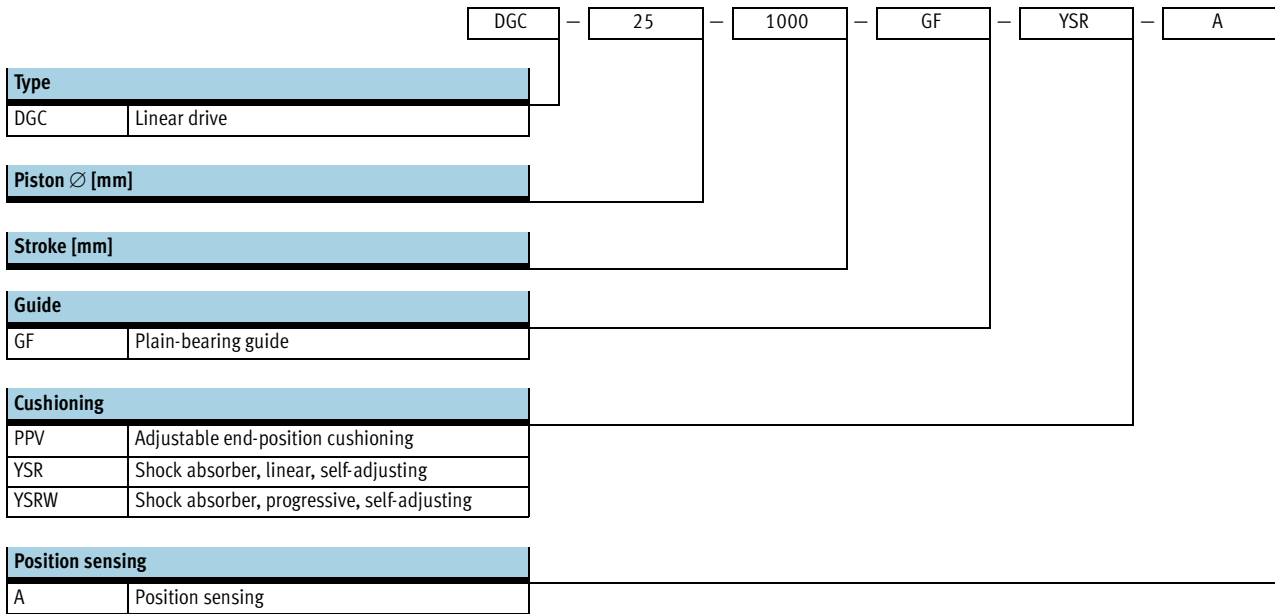 DGC – 25 – 1000 – GF – YSR – A
Type
DGC Linear drive
Piston ∅ [mm]
Stroke [mm]
Guide
GF Plain-bearing guide
Cushioning
PPV Adjustable end-position cushioning
YSR Shock absorber, linear, self-adjusting
YSRW Shock absorber, progressive, self-adjusting
Position sensing
A Position sensing